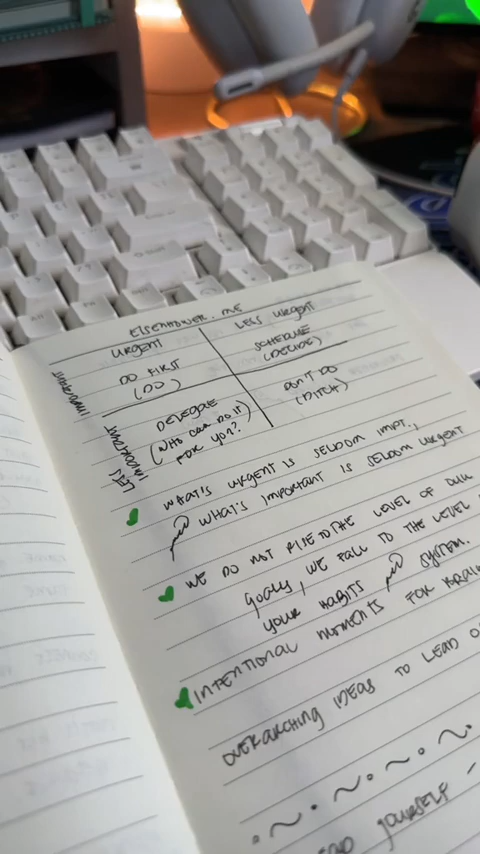 EISENHOWER . ME
URGENT LESS URGENT
IMPORTANT DO FIRST SCHEDULE
(DO) (DECIDE)
LESS IMPORTANT DELEGATE DON'T DO
(WHO CAN DO IT (DITCH)
FOR YOU?)
WHAT'S URGENT IS SELDOM IMPT.,
WHAT'S IMPORTANT IS SELDOM URGENT
WE DO NOT RISE TO THE LEVEL OF OUR
goals, WE FALL TO THE LEVEL
YOUR HABITS SYSTEM.
INTENTIONAL MOMENTS FOR
OVERARCHING IDEAS TO LEAD
YOURSELF -